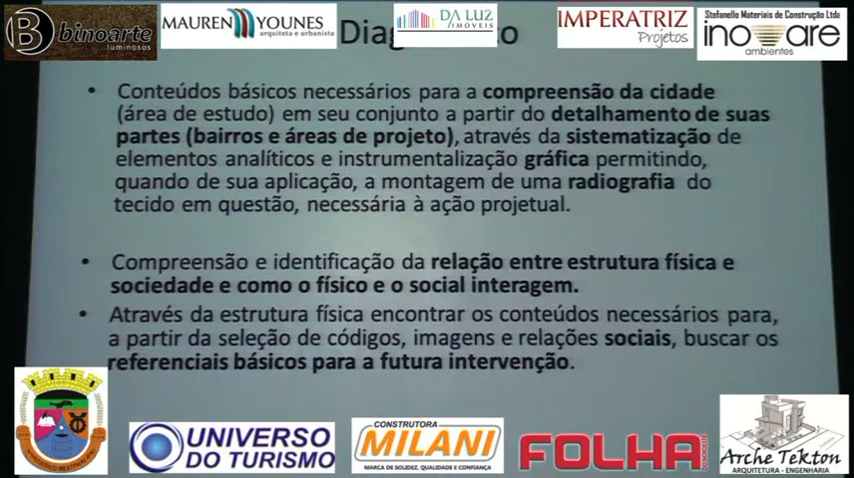 binoarte
luminosos
MAUREN YOUNES
arquiteta e urbanista
DA LUZ
IMÓVEIS
IMPERATRIZ
Projetos
Stefanello Materiais de Construção Ltda
inovare
ambientes
• Conteúdos básicos necessários para a compreensão da cidade
(área de estudo) em seu conjunto a partir do detalhamento de suas
partes (bairros e áreas de projeto), através da sistematização de
elementos analíticos e instrumentalização gráfica permitindo,
quando de sua aplicação, a montagem de uma radiografia do
tecido em questão, necessária à ação projetual.
• Compreensão e identificação da relação entre estrutura física e
sociedade e como o físico e o social interagem.
• Através da estrutura física encontrar os conteúdos necessários para,
a partir da seleção de códigos, imagens e relações sociais, buscar os
referenciais básicos para a futura intervenção.
UNIVERSO
DO TURISMO
CONSTRUTORA
MILANI
MARCA DE SOLIDEZ, QUALIDADE E CONFIANÇA
FOLHA
Arche Tekton
ARQUITETURA - ENGENHARIA